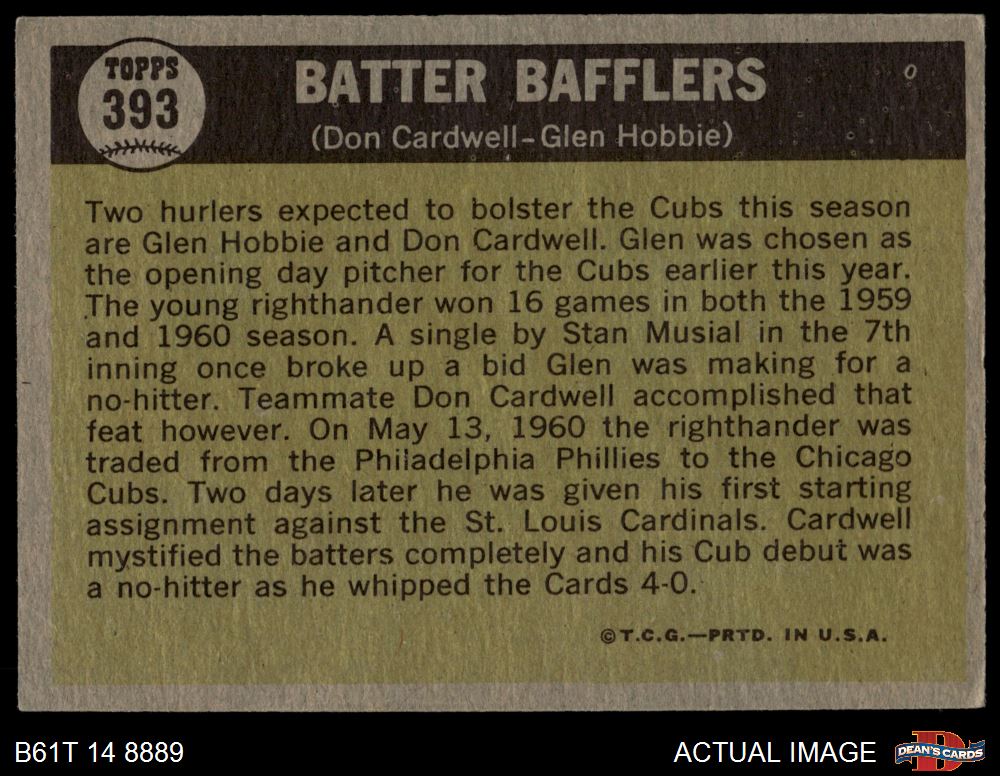 TOPPS
393
BATTER BAFFLERS
(Don Cardwell-Glen Hobbie)
Two hurlers expected to bolster the Cubs this season
are Glen Hobbie and Don Cardwell. Glen was chosen as
the opening day pitcher for the Cubs earlier this year.
The young righthander won 16 games in both the 1959
and 1960 season. A single by Stan Musial in the 7th
inning once broke up a bid Glen was making for a
no-hitter. Teammate Don Cardwell accomplished that
feat however. On May 13, 1960 the righthander was
traded from the Philadelphia Phillies to the Chicago
Cubs. Two days later he was given his first starting
assignment against the St. Louis Cardinals. Cardwell
mystified the batters completely and his Cub debut was
a no-hitter as he whipped the Cards 4-0.
©T.C.G.—PRTD. IN U.S.A.
B61T 14 8889
ACTUAL IMAGE
D
DEAN'S CARDS